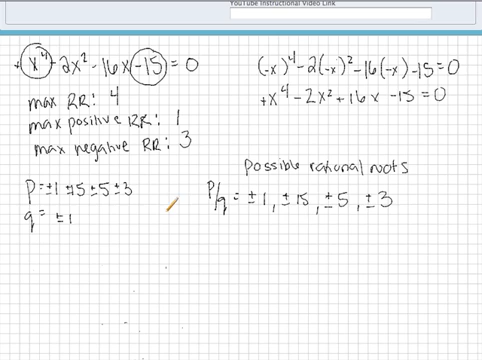 YouTube Instructional Video Link
+x⁴ - 2x² - 16x - 15 = 0
max RR: 4
max positive RR: 1
max negative RR: 3
p = ±1 ±15 ±5 ±3
q = ±1
(-x)⁴ - 2(-x)² - 16(-x) - 15 = 0
+x⁴ - 2x² + 16x - 15 = 0
possible rational roots
p/q = ±1, ±15, ±5, ±3